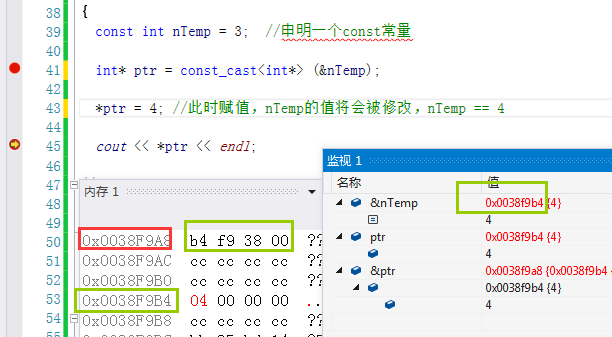 38 {
39 const int nTemp = 3; //申明一个const常量
40
41 int* ptr = const_cast<int*> (&nTemp);
42
43 *ptr = 4; //此时赋值，nTemp的值将会被修改，nTemp == 4
44
45 cout << *ptr << endl;
46
47
48
49
50
51
52
53
54
55
内存 1
0x0038F9A8 b4 f9 38 00 ??
0x0038F9AC cc cc cc cc ??
0x0038F9B0 cc cc cc cc ??
0x0038F9B4 04 00 00 00 ..
0x0038F9B8 cc cc cc cc ??
监视 1
名称 值
&nTemp 0x0038f9b4 {4}
4
ptr 0x0038f9b4 {4}
4
&ptr 0x0038f9a8 {0x0038f9b4
0x0038f9b4 {4}
4